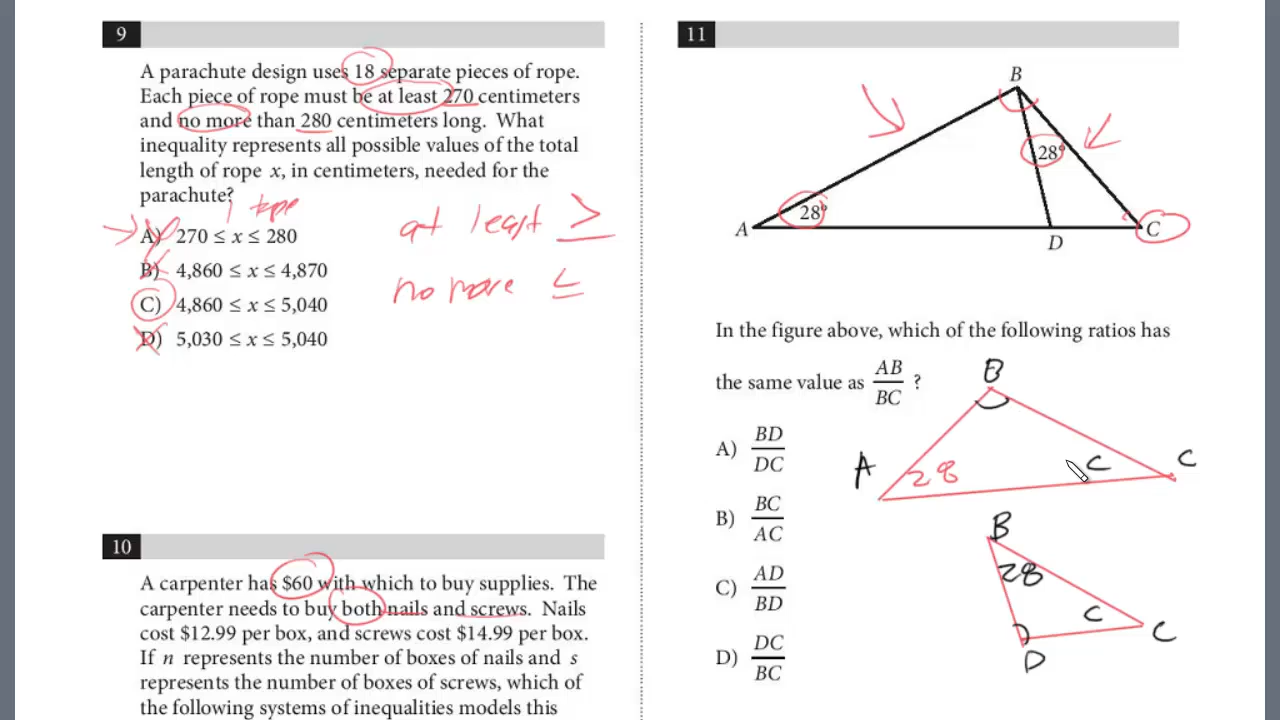 9
A parachute design uses 18 separate pieces of rope.
Each piece of rope must be at least 270 centimeters
and no more than 280 centimeters long. What
inequality represents all possible values of the total
length of rope x, in centimeters, needed for the
parachute?
A) 270 ≤ x ≤ 280
B) 4,860 ≤ x ≤ 4,870
C) 4,860 ≤ x ≤ 5,040
D) 5,030 ≤ x ≤ 5,040
1
at least ≥
no more ≤
10
A carpenter has $60 with which to buy supplies. The
carpenter needs to buy both nails and screws. Nails
cost $12.99 per box, and screws cost $14.99 per box.
If n represents the number of boxes of nails and s
represents the number of boxes of screws, which of
the following systems of inequalities models this
11
B
28°
28°
A
D
C
In the figure above, which of the following ratios has
the same value as AB/BC ?
A) BD/DC
B) BC/AC
C) AD/BD
D) DC/BC
B
A
28
C
C
B
28
C
C
D